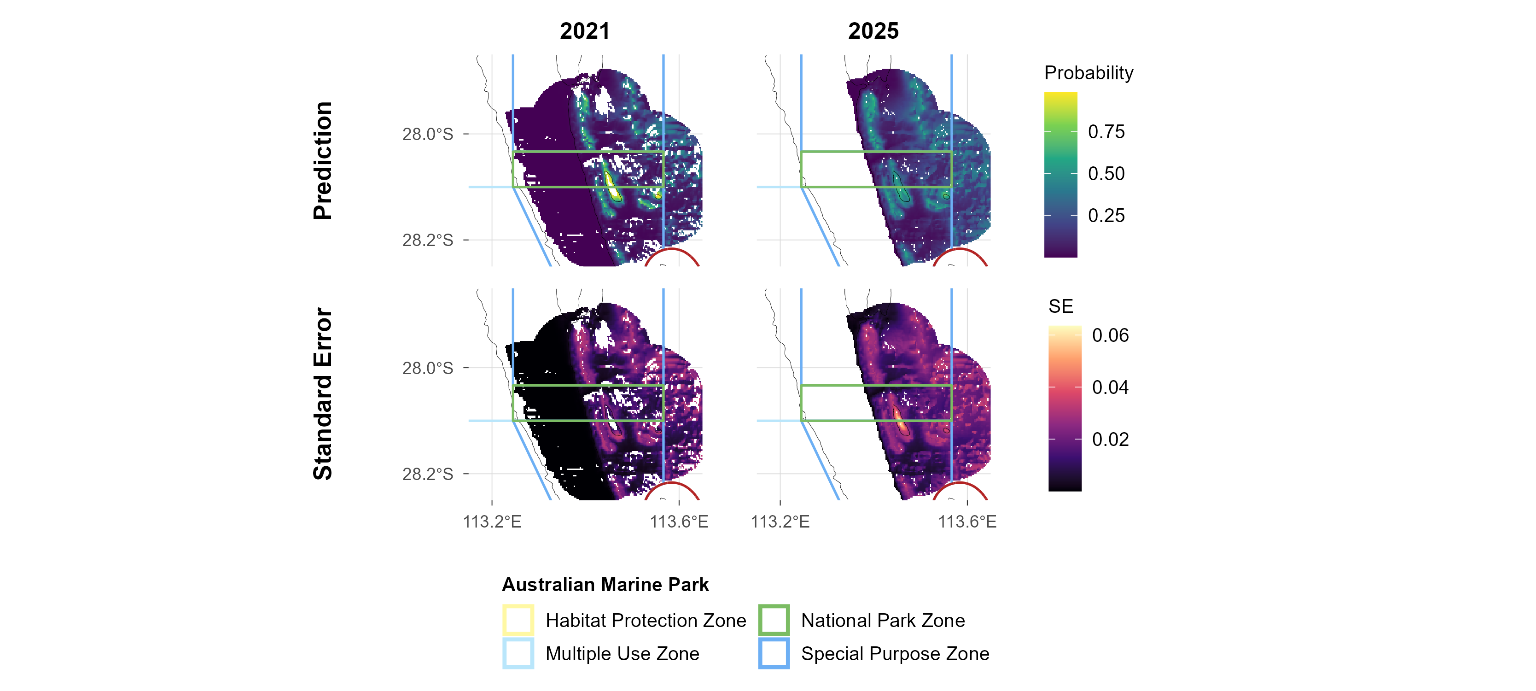 2021
2025
Prediction
28.0°S
28.2°S
Probability
0.75
0.50
0.25
Standard Error
28.0°S
28.2°S
113.2°E
113.6°E
113.2°E
113.6°E
SE
0.06
0.04
0.02
Australian Marine Park
Habitat Protection Zone
National Park Zone
Multiple Use Zone
Special Purpose Zone